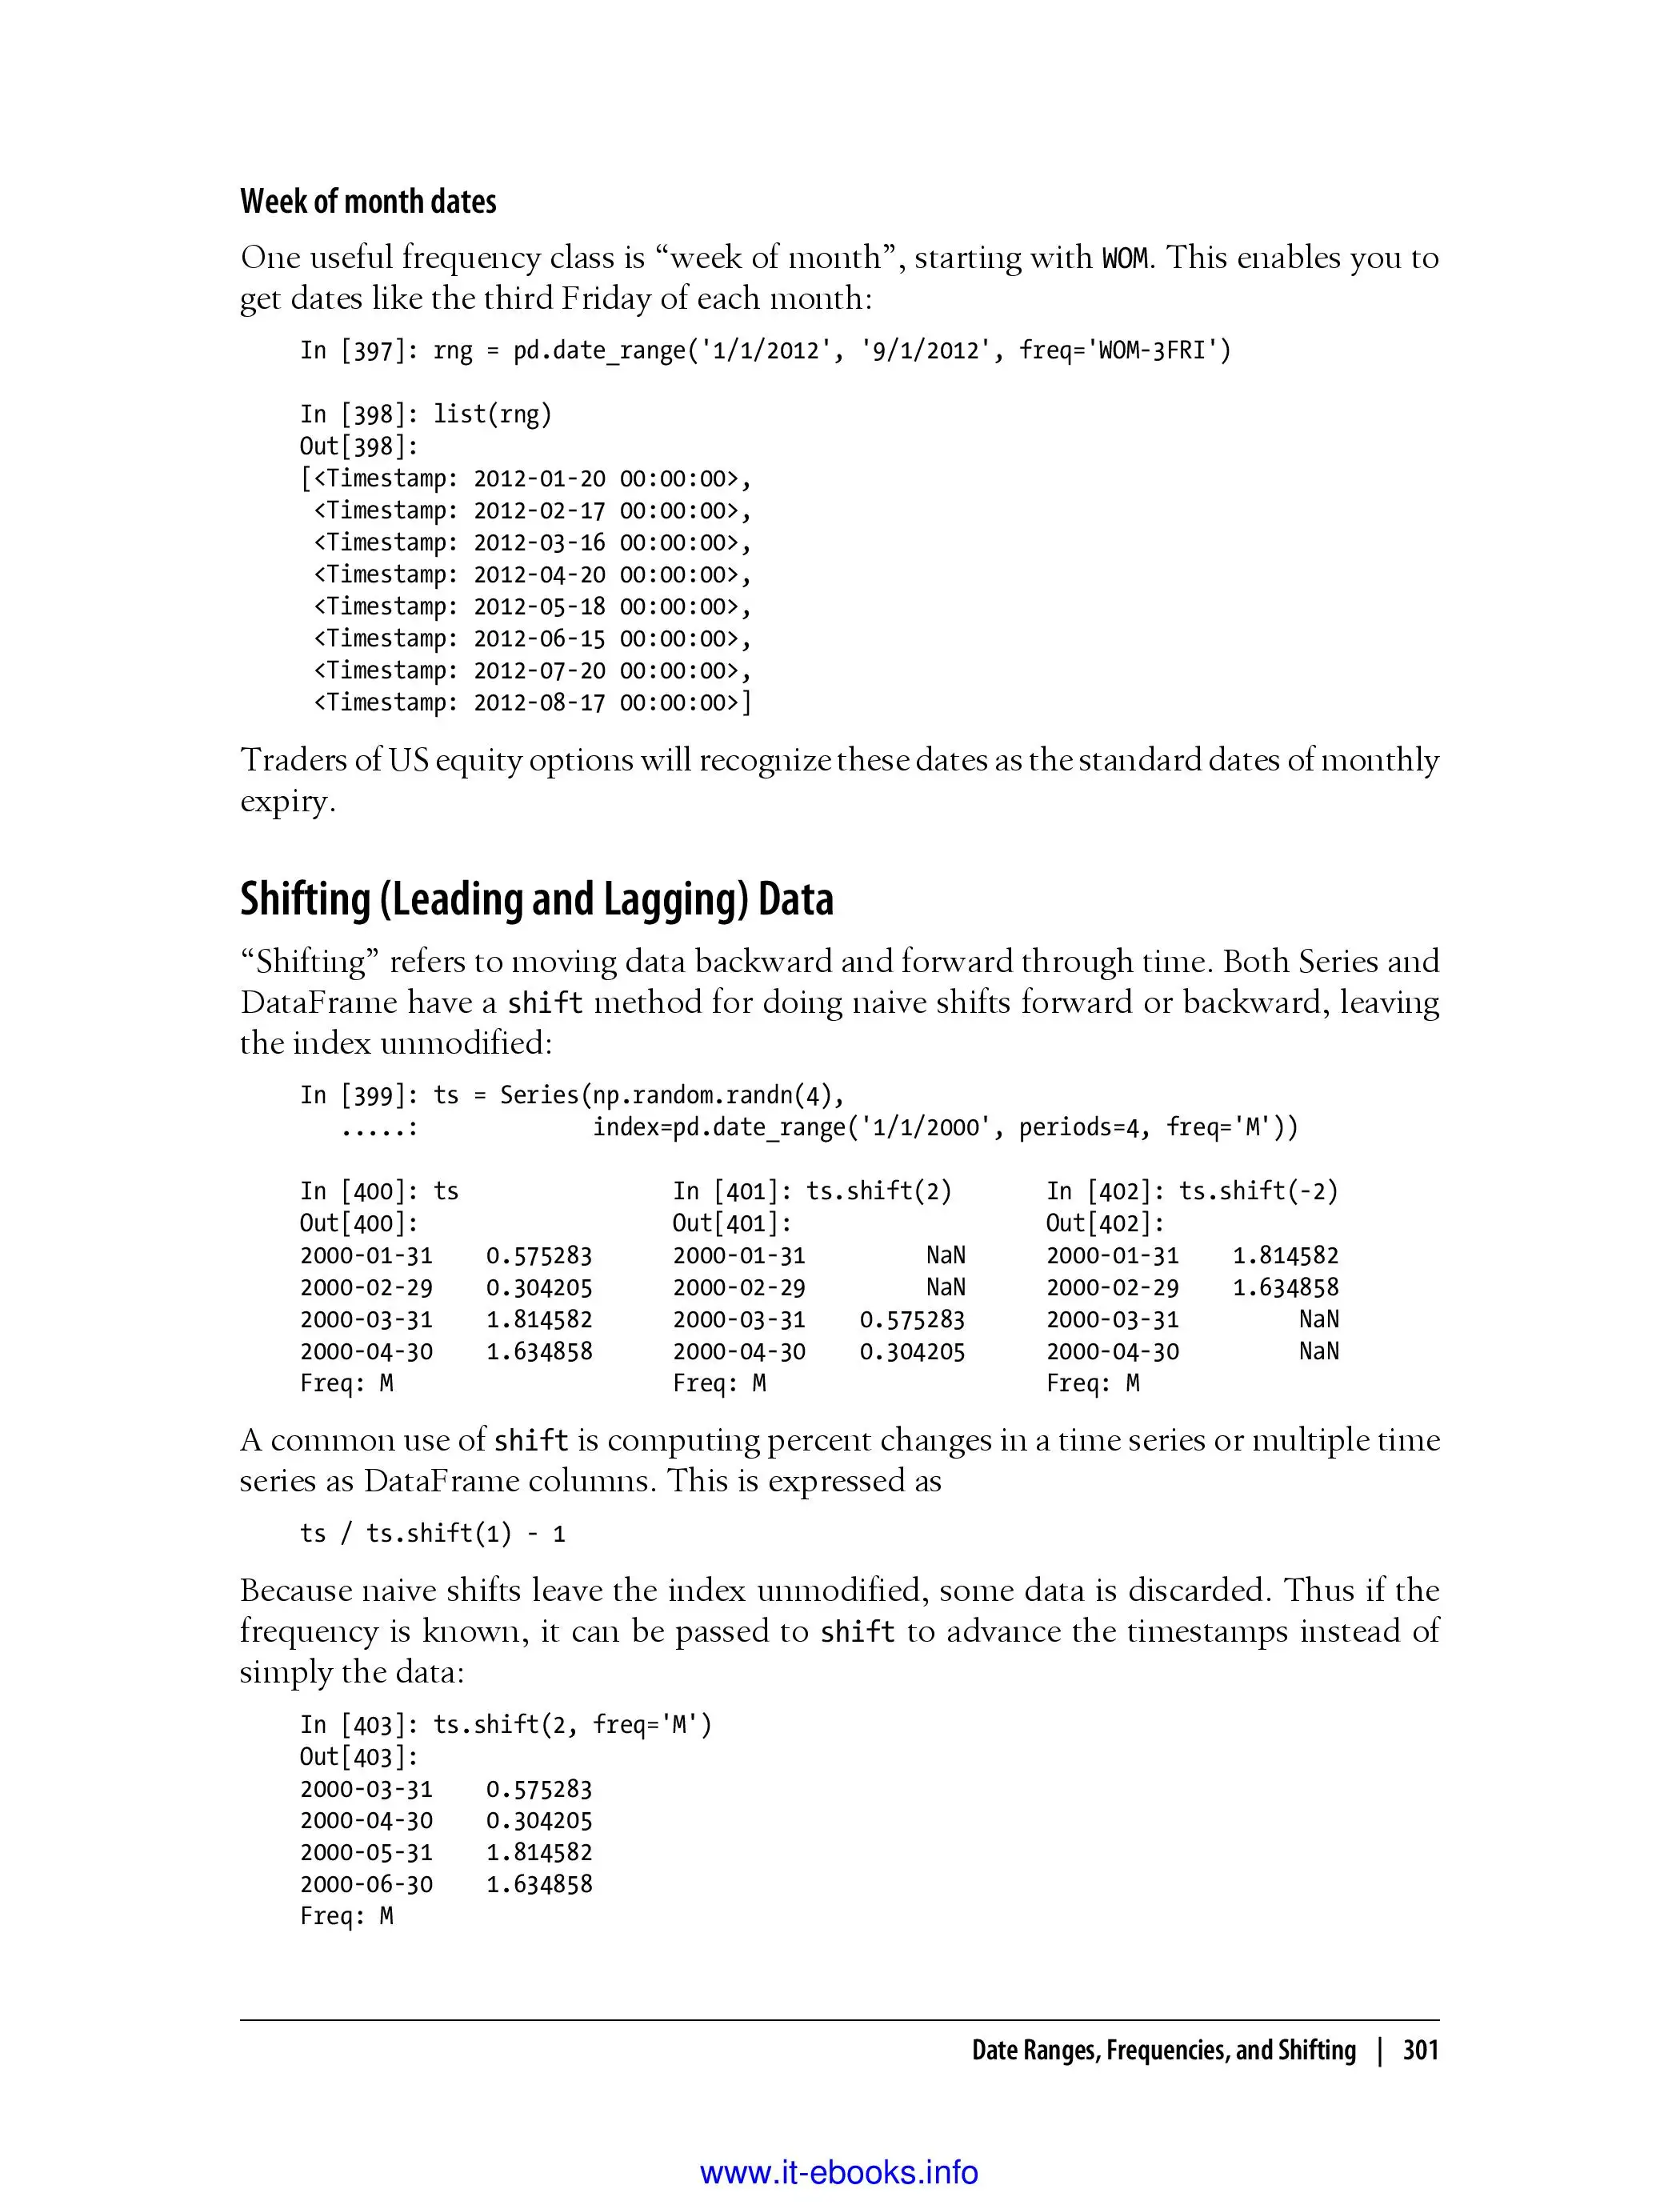 Week of month dates
One useful frequency class is “week of month”, starting with WOM. This enables you to
get dates like the third Friday of each month:
In [397]: rng = pd.date_range('1/1/2012', '9/1/2012', freq='WOM-3FRI')
In [398]: list(rng)
Out[398]:
[<Timestamp: 2012-01-20 00:00:00>,
<Timestamp: 2012-02-17 00:00:00>,
<Timestamp: 2012-03-16 00:00:00>,
<Timestamp: 2012-04-20 00:00:00>,
<Timestamp: 2012-05-18 00:00:00>,
<Timestamp: 2012-06-15 00:00:00>,
<Timestamp: 2012-07-20 00:00:00>,
<Timestamp: 2012-08-17 00:00:00>]
Traders of US equity options will recognize these dates as the standard dates of monthly
expiry.
Shifting (Leading and Lagging) Data
“Shifting” refers to moving data backward and forward through time. Both Series and
DataFrame have a shift method for doing naive shifts forward or backward, leaving
the index unmodified:
In [399]: ts = Series(np.random.randn(4),
.....: index=pd.date_range('1/1/2000', periods=4, freq='M'))
In [400]: ts In [401]: ts.shift(2) In [402]: ts.shift(-2)
Out[400]: Out[401]: Out[402]:
2000-01-31 0.575283 2000-01-31 NaN 2000-01-31 1.814582
2000-02-29 0.304205 2000-02-29 NaN 2000-02-29 1.634858
2000-03-31 1.814582 2000-03-31 0.575283 2000-03-31 NaN
2000-04-30 1.634858 2000-04-30 0.304205 2000-04-30 NaN
Freq: M Freq: M Freq: M
A common use of shift is computing percent changes in a time series or multiple time
series as DataFrame columns. This is expressed as
ts / ts.shift(1) - 1
Because naive shifts leave the index unmodified, some data is discarded. Thus if the
frequency is known, it can be passed to shift to advance the timestamps instead of
simply the data:
In [403]: ts.shift(2, freq='M')
Out[403]:
2000-03-31 0.575283
2000-04-30 0.304205
2000-05-31 1.814582
2000-06-30 1.634858
Freq: M
Date Ranges, Frequencies, and Shifting | 301
www.it-ebooks.info